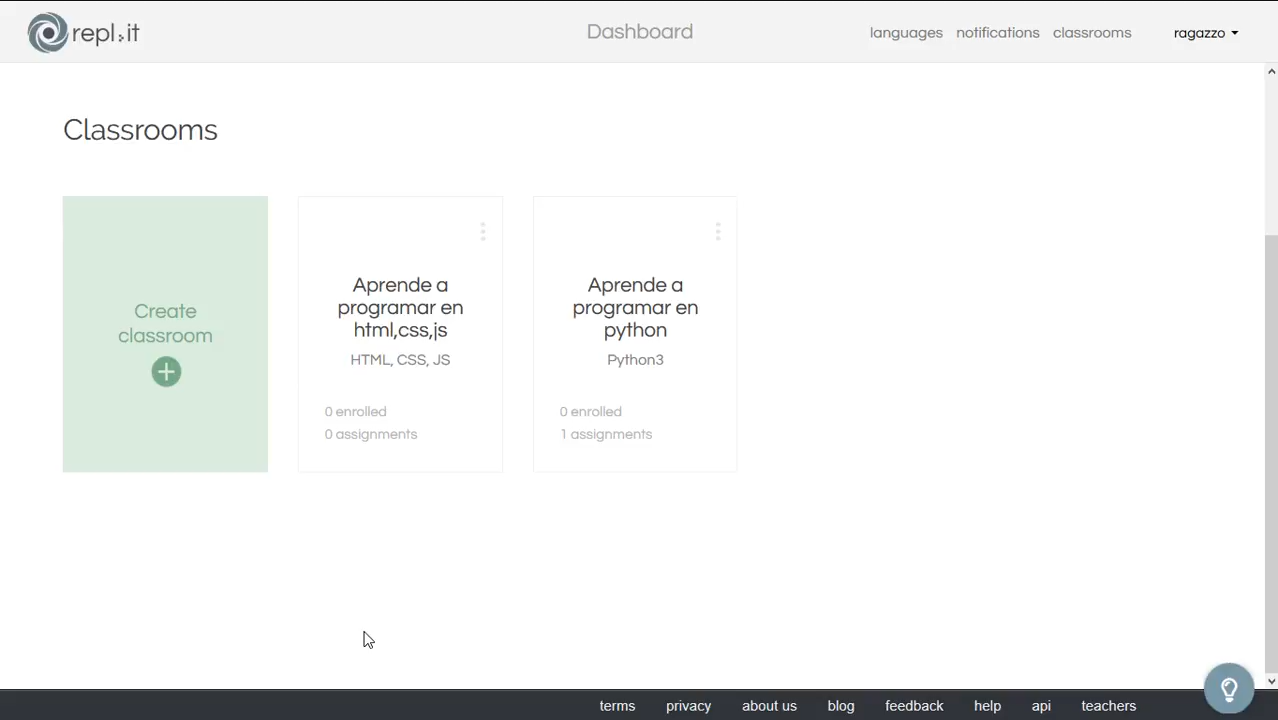 repl.it
Dashboard
languages notifications classrooms
ragazzo
Classrooms
Create
classroom
Aprende a
programar en
html,css,js
HTML, CSS, JS
0 enrolled
0 assignments
Aprende a
programar en
python
Python3
0 enrolled
1 assignments
terms privacy about us blog feedback help api teachers